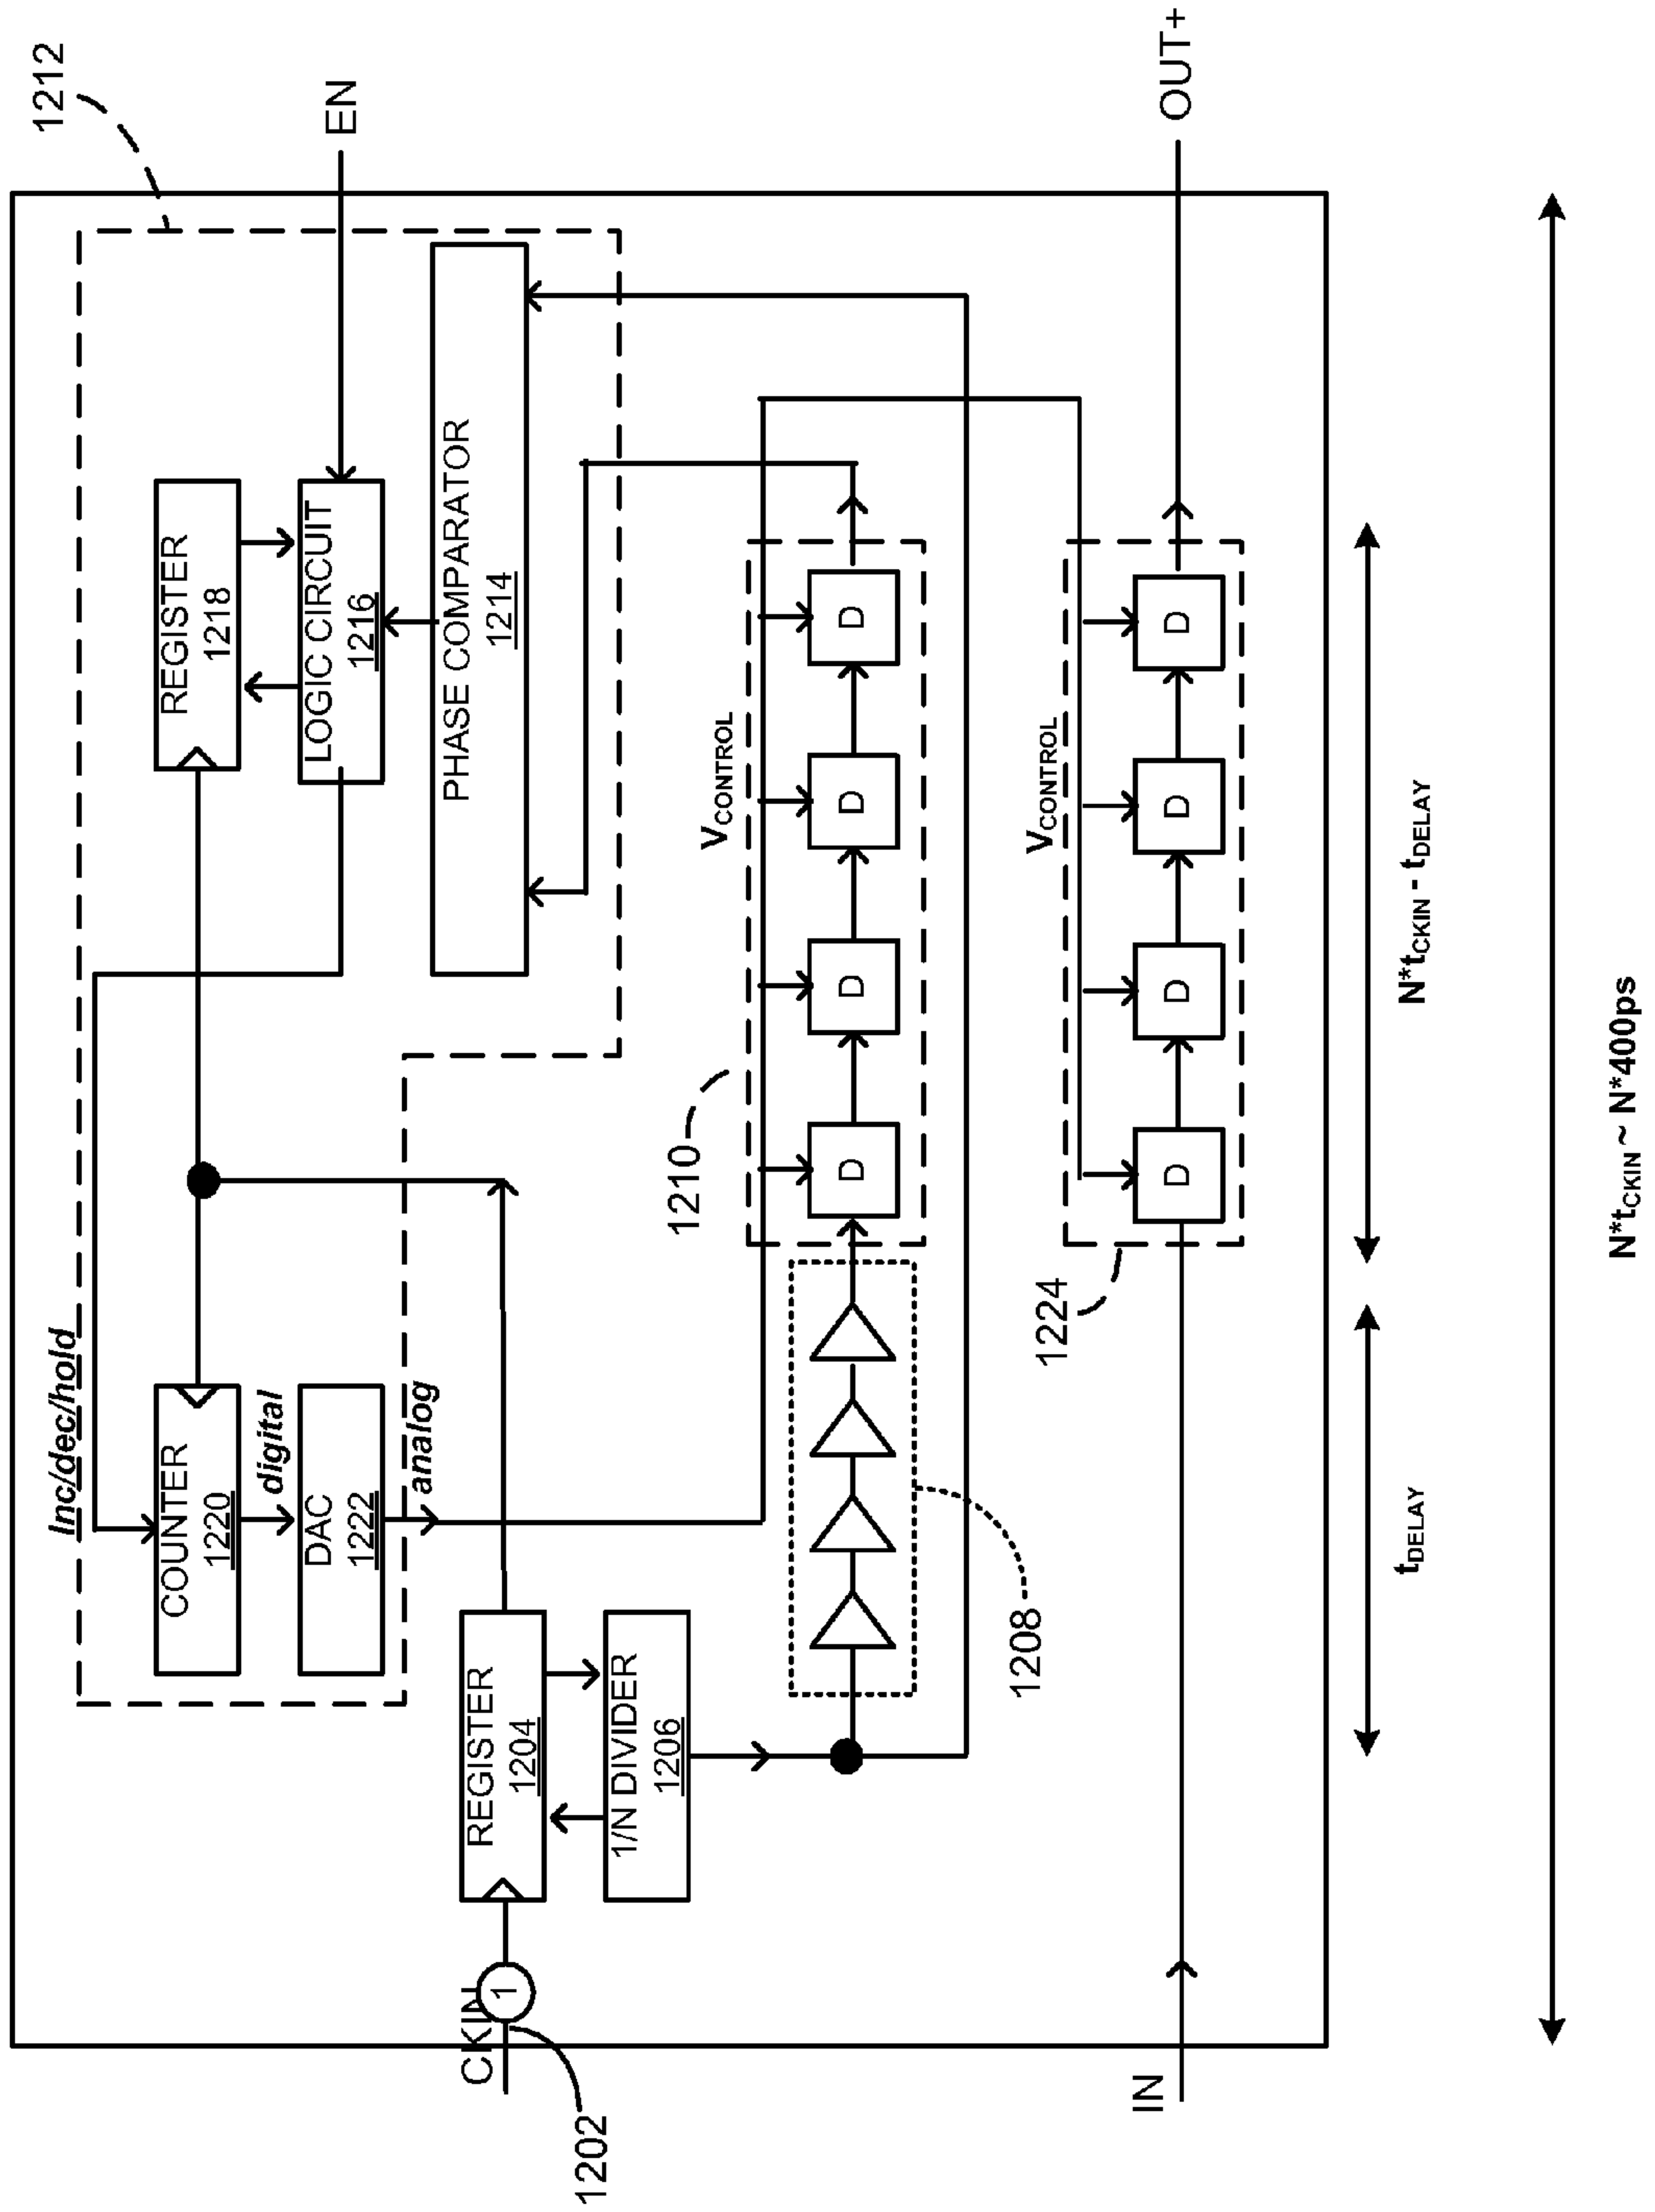 1212
Inc/dec/hold
COUNTER
1220
digital
DAC
1222
analog
REGISTER
1218
LOGIC CIRCUIT
1216
EN
PHASE COMPARATOR
1214
CKIN
1
1202
REGISTER
1204
1/N DIVIDER
1206
1210
VCONTROL
D
D
D
D
1208
1224
VCONTROL
D
D
D
D
IN
OUT+
tDELAY
N*tCKIN - tDELAY
N*tCKIN ~ N*400ps